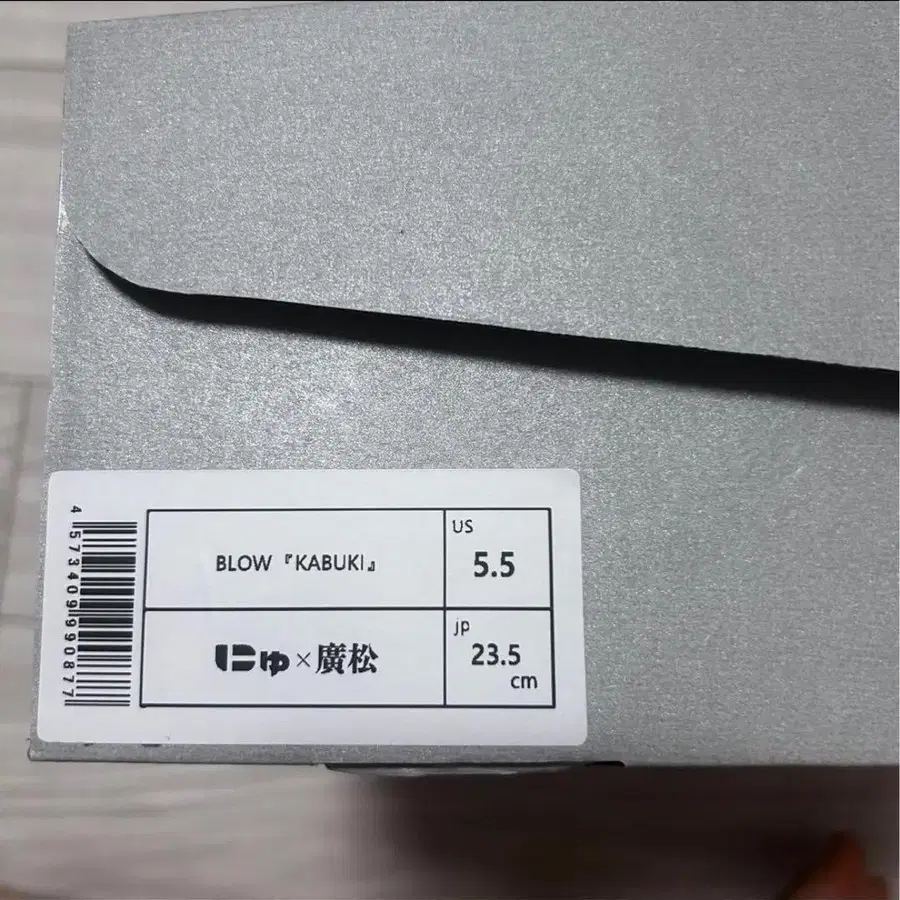 4 573409 990877
BLOW『KABUKI』
US
5.5
にゅ×廣松
jp
23.5
cm